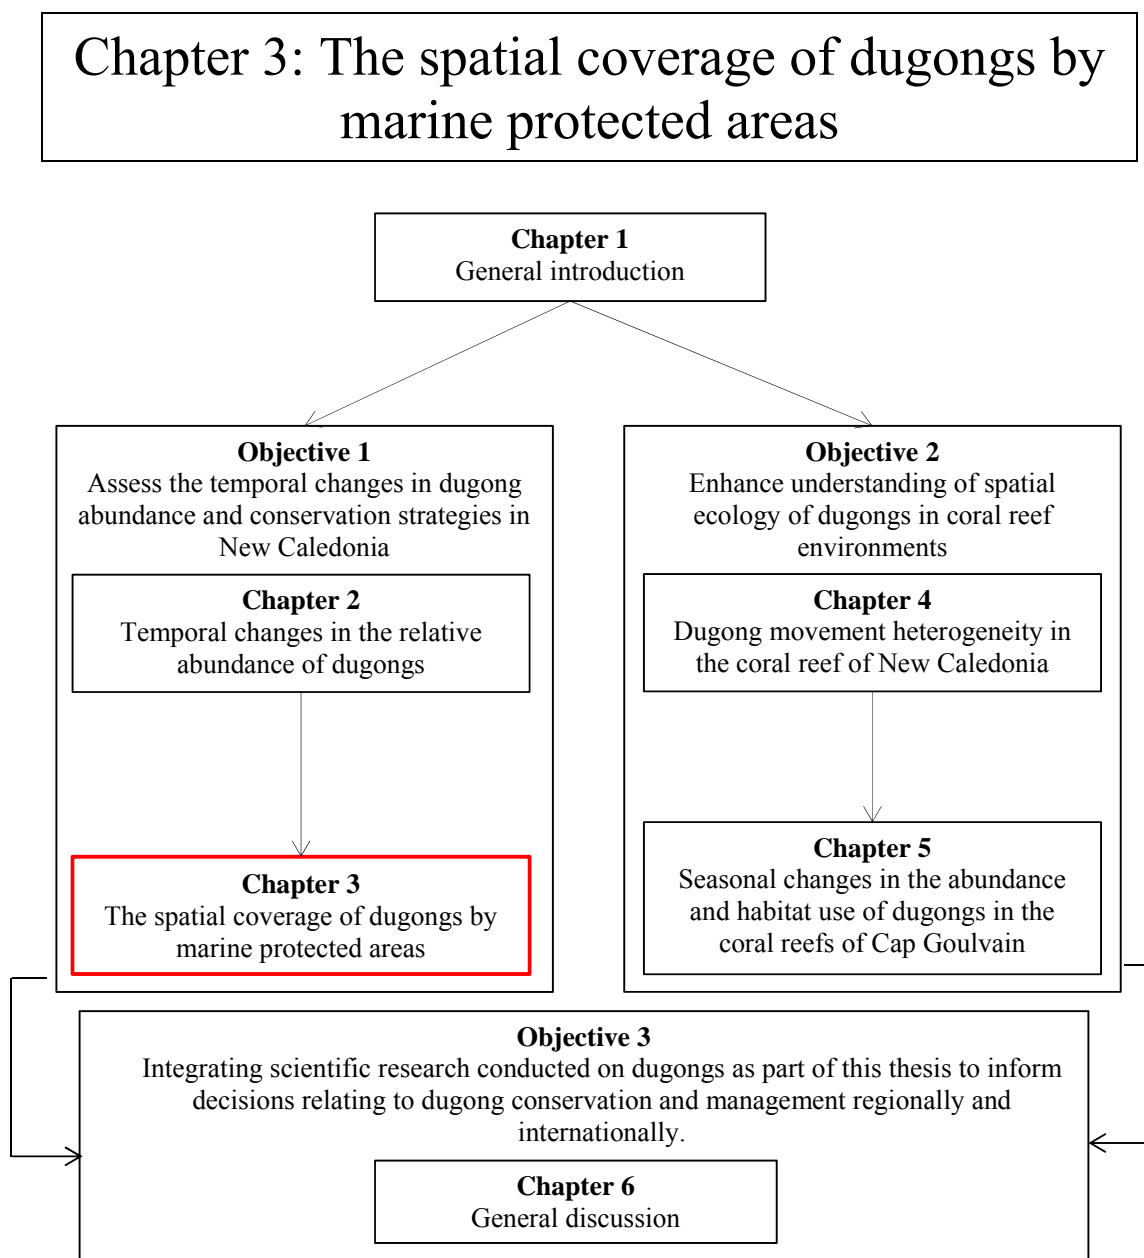 Chapter 3: The spatial coverage of dugongs by
marine protected areas
Chapter 1
General introduction
Objective 1
Assess the temporal changes in dugong
abundance and conservation strategies in
New Caledonia
Chapter 2
Temporal changes in the relative
abundance of dugongs
Chapter 3
The spatial coverage of dugongs by
marine protected areas
Objective 2
Enhance understanding of spatial
ecology of dugongs in coral reef
environments
Chapter 4
Dugong movement heterogeneity in
the coral reef of New Caledonia
Chapter 5
Seasonal changes in the abundance
and habitat use of dugongs in the
coral reefs of Cap Goulvain
Objective 3
Integrating scientific research conducted on dugongs as part of this thesis to inform
decisions relating to dugong conservation and management regionally and
internationally.
Chapter 6
General discussion